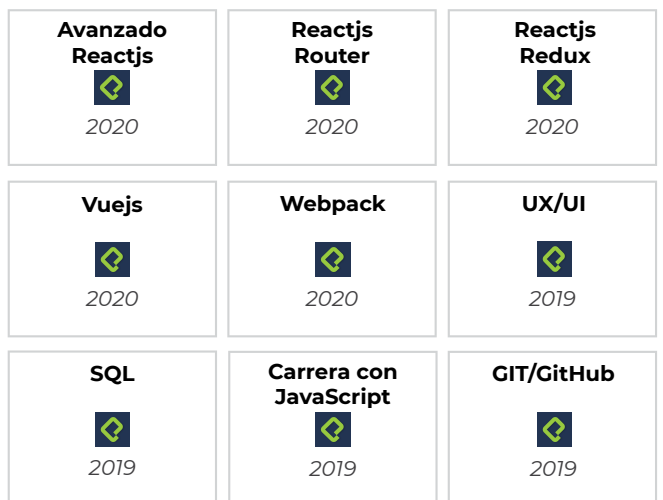 Avanzado
Reactjs
2020
Reactjs
Router
2020
Reactjs
Redux
2020
Vuejs
2020
Webpack
2020
UX/UI
2019
SQL
2019
Carrera con
JavaScript
2019
GIT/GitHub
2019